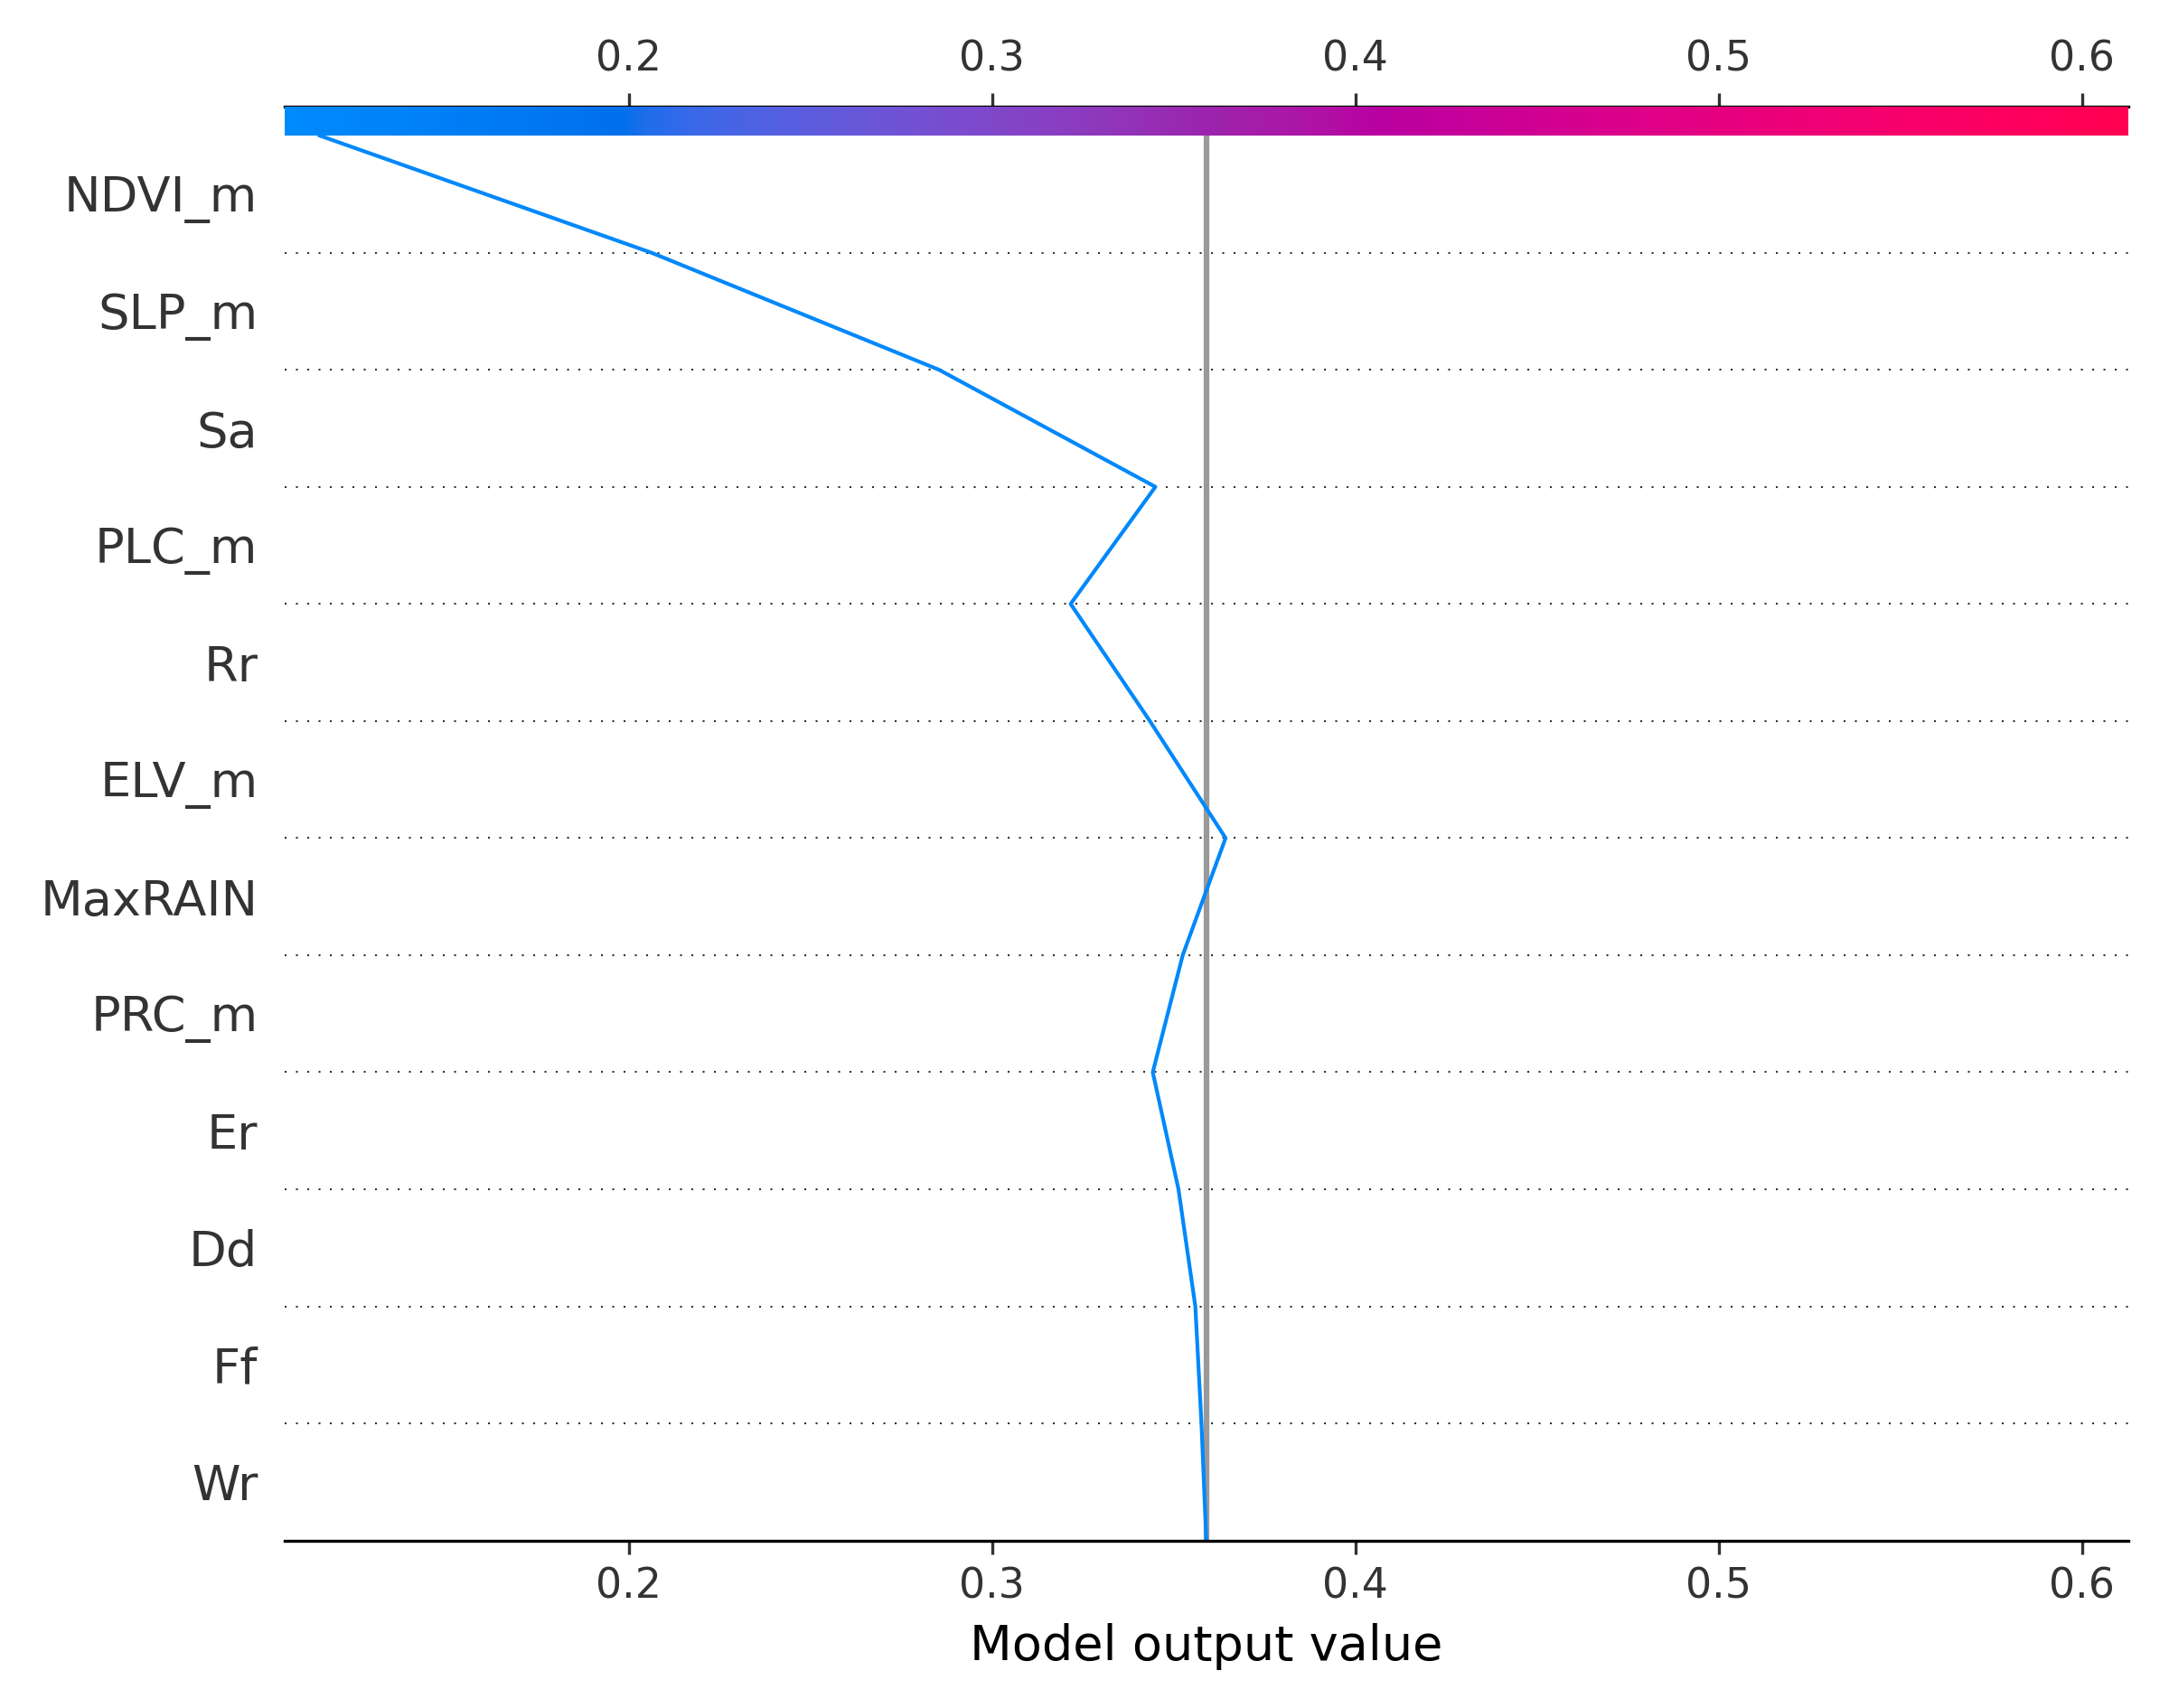 0.2 0.3 0.4 0.5 0.6
NDVI_m
SLP_m
Sa
PLC_m
Rr
ELV_m
MaxRAIN
PRC_m
Er
Dd
Ff
Wr
0.2 0.3 0.4 0.5 0.6
Model output value